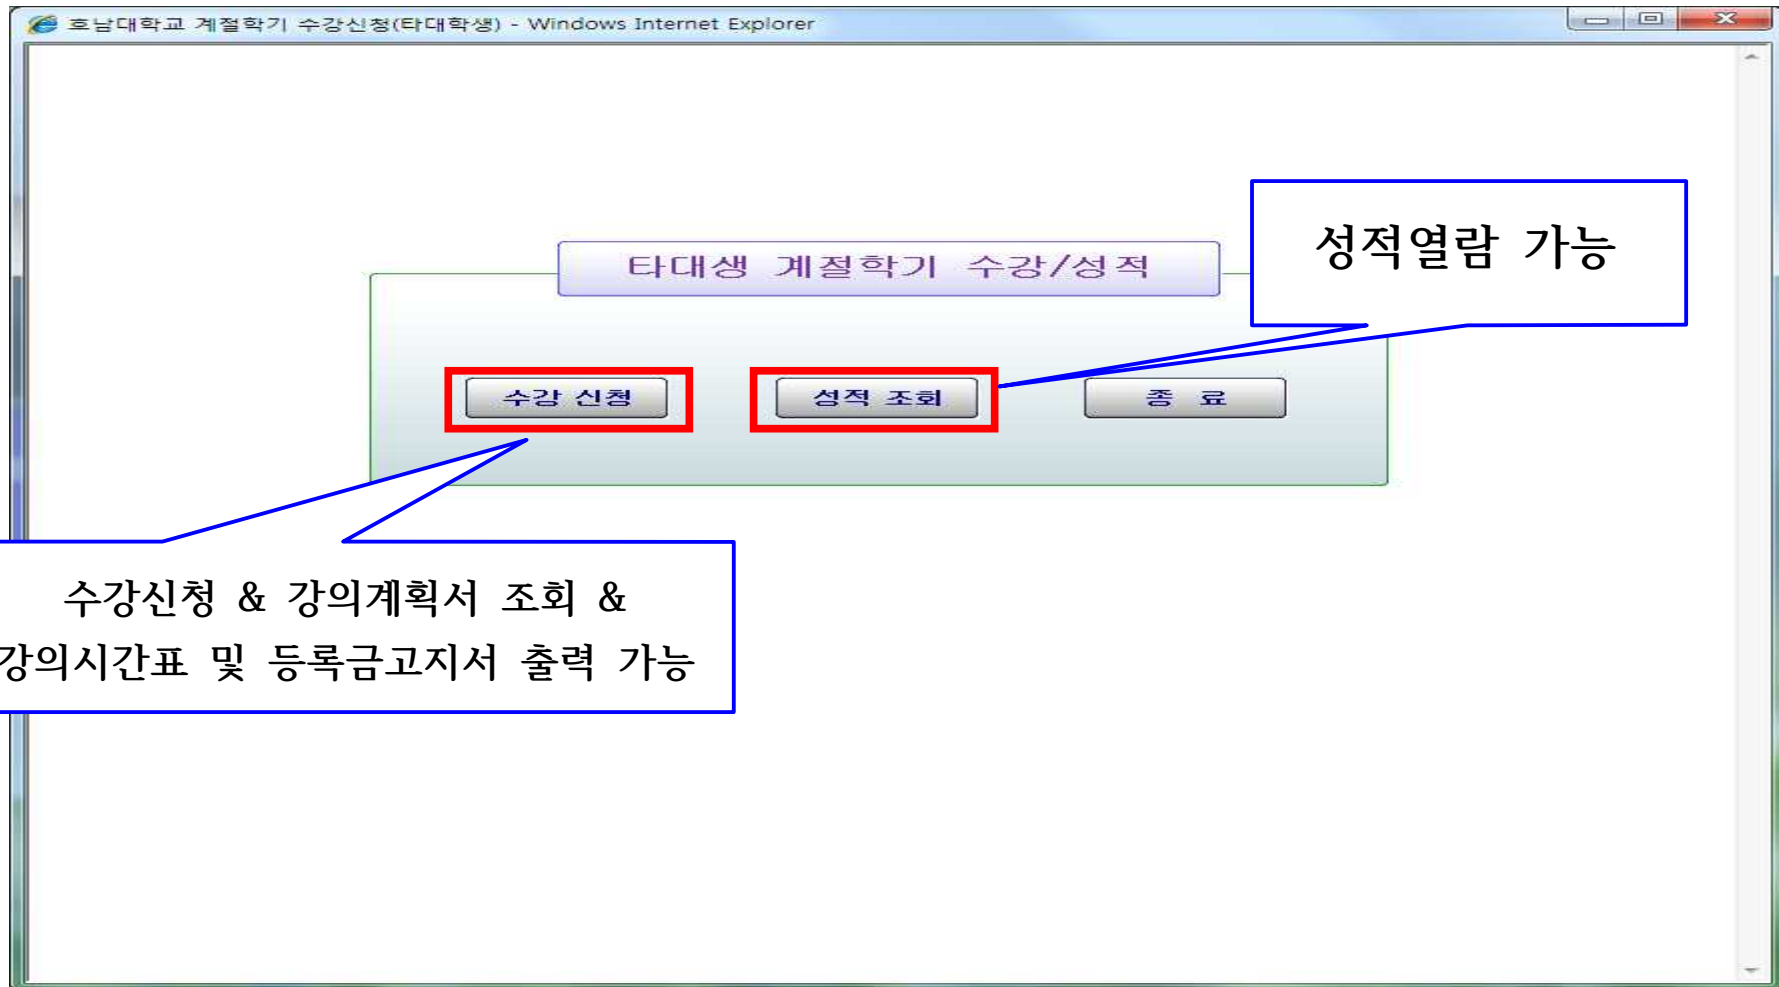 호남대학교 계절학기 수강신청(타대학생) - Windows Internet Explorer
성적열람 가능
타대생 계절학기 수강/성적
수강 신청
성적 조회
종 료
수강신청 & 강의계획서 조회 &
강의시간표 및 등록금고지서 출력 가능